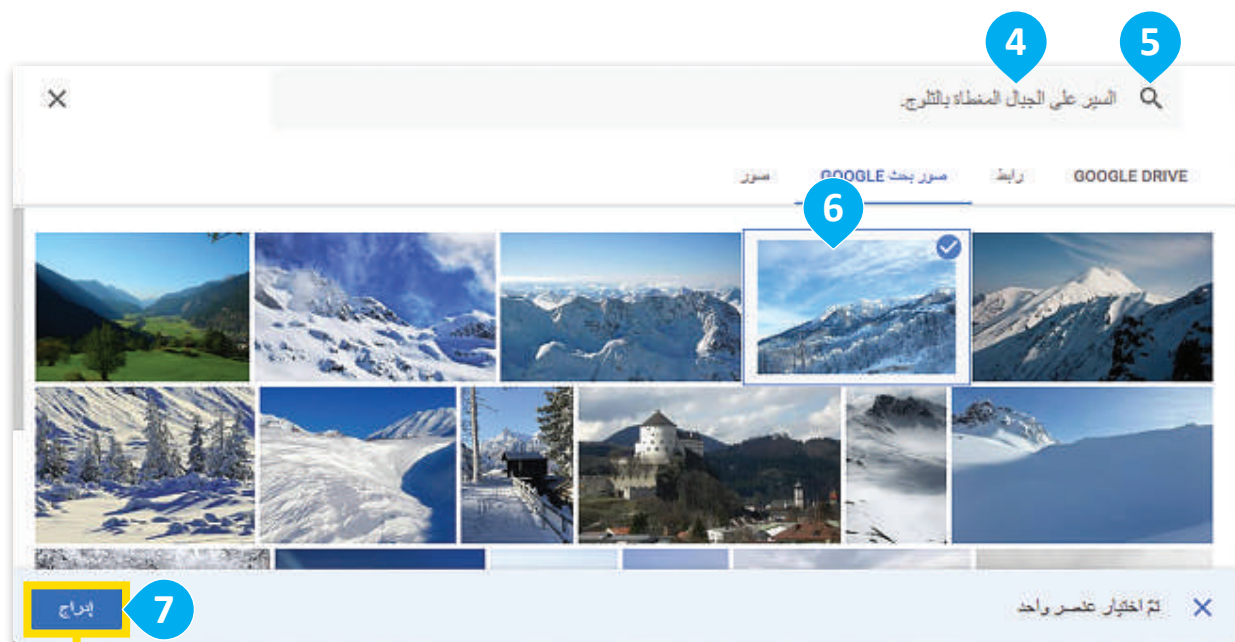 4
5
السير على الجبال المغطاة بالثلوج.
GOOGLE DRIVE
رابط
صور بحث GOOGLE
صور
6
تمّ اختيار عنصر واحد
7
إدراج